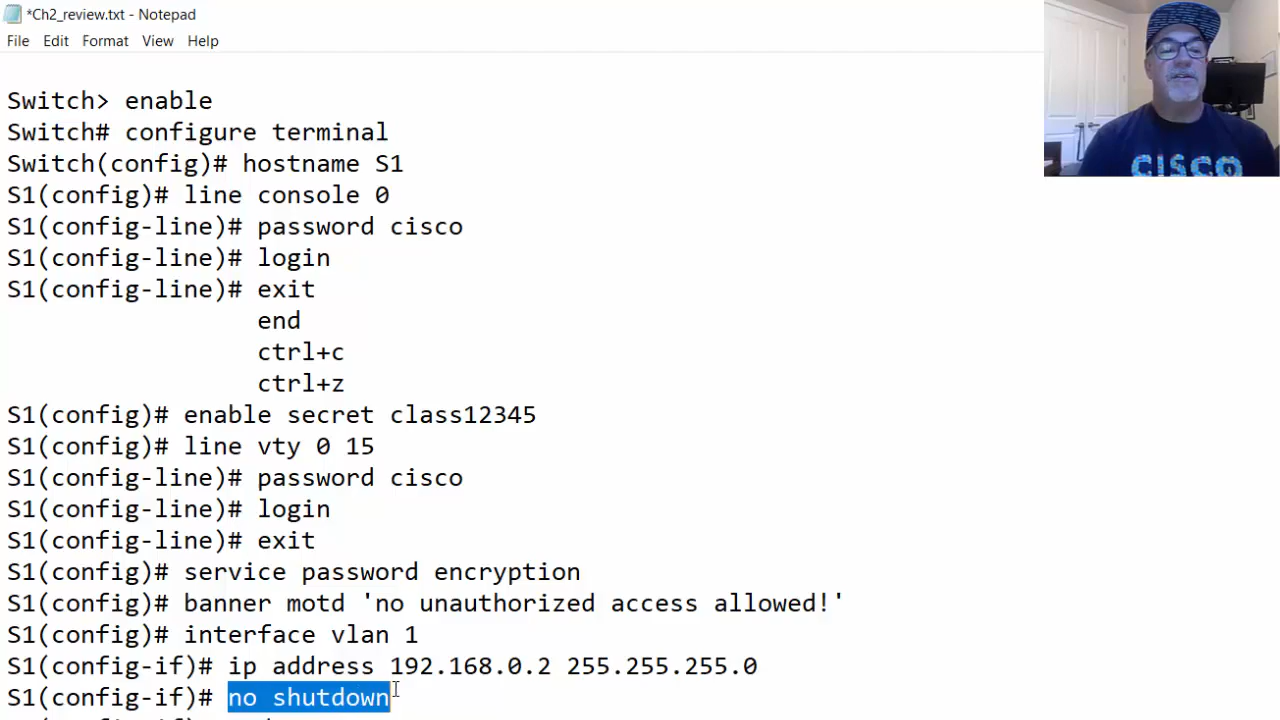 *Ch2_review.txt - Notepad
File Edit Format View Help
Switch> enable
Switch# configure terminal
Switch(config)# hostname S1
S1(config)# line console 0
S1(config-line)# password cisco
S1(config-line)# login
S1(config-line)# exit
end
ctrl+c
ctrl+z
S1(config)# enable secret class12345
S1(config)# line vty 0 15
S1(config-line)# password cisco
S1(config-line)# login
S1(config-line)# exit
S1(config)# service password encryption
S1(config)# banner motd 'no unauthorized access allowed!'
S1(config)# interface vlan 1
S1(config-if)# ip address 192.168.0.2 255.255.255.0
S1(config-if)# no shutdown
CISCO